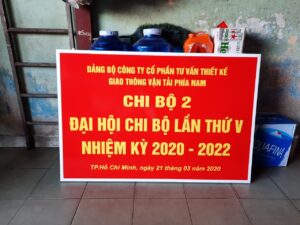 ĐẢNG BỘ CÔNG TY CỔ PHẦN TƯ VẤN THIẾT KẾ
GIAO THÔNG VẬN TẢI PHÍA NAM
CHI BỘ 2
ĐẠI HỘI CHI BỘ LẦN THỨ V
NHIỆM KỲ 2020 - 2022
TP.Hồ Chí Minh, ngày 21 tháng 03 năm 2020
AQUAFINA